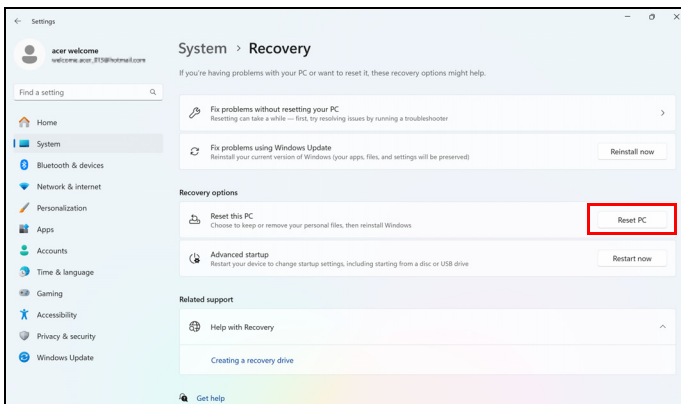 Settings
acer welcome
welcome.acer_815@hotmail.com
Find a setting
Home
System
Bluetooth & devices
Network & internet
Personalization
Apps
Accounts
Time & language
Gaming
Accessibility
Privacy & security
Windows Update
System > Recovery
If you're having problems with your PC or want to reset it, these recovery options might help.
Fix problems without resetting your PC
Resetting can take a while — first, try resolving issues by running a troubleshooter
Fix problems using Windows Update
Reinstall your current version of Windows (your apps, files, and settings will be preserved)
Reinstall now
Recovery options
Reset this PC
Choose to keep or remove your personal files, then reinstall Windows
Reset PC
Advanced startup
Restart your device to change startup settings, including starting from a disc or USB drive
Restart now
Related support
Help with Recovery
Creating a recovery drive
Get help